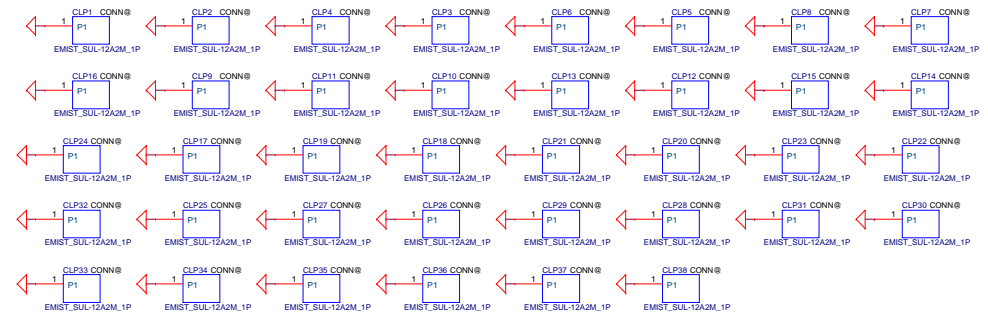 CLP1 CONN@ CLP2 CONN@ CLP4 CONN@ CLP3 CONN@ CLP6 CONN@ CLP5 CONN@ CLP8 CONN@ CLP7 CONN@
1 P1 1 P1 1 P1 1 P1 1 P1 1 P1 1 P1 1 P1
EMIST_SUL-12A2M_1P EMIST_SUL-12A2M_1P EMIST_SUL-12A2M_1P EMIST_SUL-12A2M_1P EMIST_SUL-12A2M_1P EMIST_SUL-12A2M_1P EMIST_SUL-12A2M_1P EMIST_SUL-12A2M_1P
CLP16 CONN@ CLP9 CONN@ CLP11 CONN@ CLP10 CONN@ CLP13 CONN@ CLP12 CONN@ CLP15 CONN@ CLP14 CONN@
1 P1 1 P1 1 P1 1 P1 1 P1 1 P1 1 P1 1 P1
EMIST_SUL-12A2M_1P EMIST_SUL-12A2M_1P EMIST_SUL-12A2M_1P EMIST_SUL-12A2M_1P EMIST_SUL-12A2M_1P EMIST_SUL-12A2M_1P EMIST_SUL-12A2M_1P EMIST_SUL-12A2M_1P
CLP24 CONN@ CLP17 CONN@ CLP19 CONN@ CLP18 CONN@ CLP21 CONN@ CLP20 CONN@ CLP23 CONN@ CLP22 CONN@
1 P1 1 P1 1 P1 1 P1 1 P1 1 P1 1 P1 1 P1
EMIST_SUL-12A2M_1P EMIST_SUL-12A2M_1P EMIST_SUL-12A2M_1P EMIST_SUL-12A2M_1P EMIST_SUL-12A2M_1P EMIST_SUL-12A2M_1P EMIST_SUL-12A2M_1P EMIST_SUL-12A2M_1P
CLP32 CONN@ CLP25 CONN@ CLP27 CONN@ CLP26 CONN@ CLP29 CONN@ CLP28 CONN@ CLP31 CONN@ CLP30 CONN@
1 P1 1 P1 1 P1 1 P1 1 P1 1 P1 1 P1 1 P1
EMIST_SUL-12A2M_1P EMIST_SUL-12A2M_1P EMIST_SUL-12A2M_1P EMIST_SUL-12A2M_1P EMIST_SUL-12A2M_1P EMIST_SUL-12A2M_1P EMIST_SUL-12A2M_1P EMIST_SUL-12A2M_1P
CLP33 CONN@ CLP34 CONN@ CLP35 CONN@ CLP36 CONN@ CLP37 CONN@ CLP38 CONN@
1 P1 1 P1 1 P1 1 P1 1 P1 1 P1
EMIST_SUL-12A2M_1P EMIST_SUL-12A2M_1P EMIST_SUL-12A2M_1P EMIST_SUL-12A2M_1P EMIST_SUL-12A2M_1P EMIST_SUL-12A2M_1P